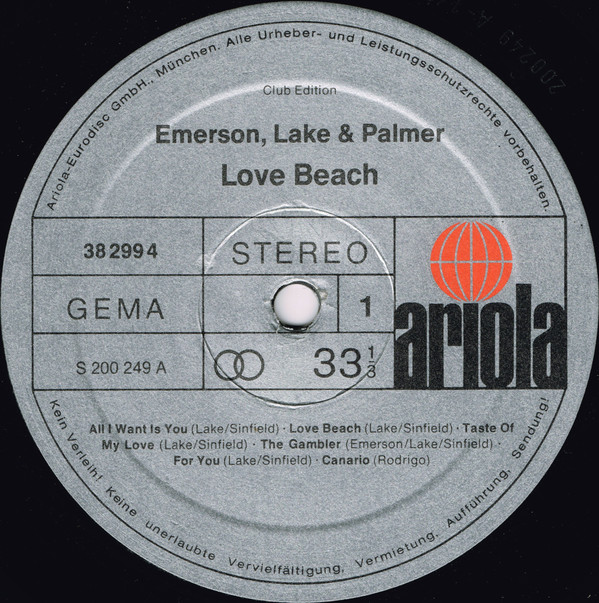 Ariola-Eurodisc GmbH., München. Alle Urheber- und Leistungsschutzrechte vorbehalten.
Club Edition
Emerson, Lake & Palmer
Love Beach
38 299 4
STEREO
GEMA
1
ariola
S 200 249 A
33 1/3
All I Want Is You (Lake/Sinfield) · Love Beach (Lake/Sinfield) · Taste Of
My Love (Lake/Sinfield) · The Gambler (Emerson/Lake/Sinfield) ·
For You (Lake/Sinfield) · Canario (Rodrigo)
Kein Verleih! Keine unerlaubte Vervielfältigung, Vermietung, Aufführung, Sendung!